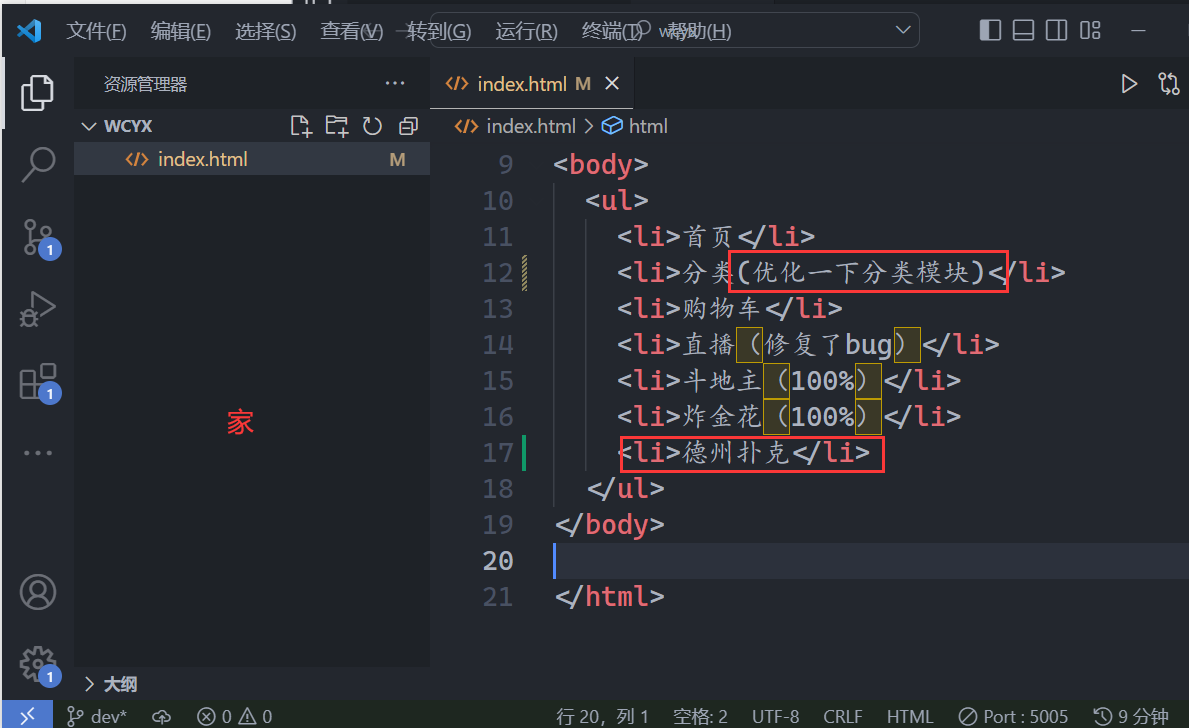 文件(F) 编辑(E) 选择(S) 查看(V) 转到(G) 运行(R) 终端(T) 帮助(H)
资源管理器 ···
index.html M
WCYX
index.html > html
index.html M
9 <body>
10 <ul>
11 <li>首页</li>
12 <li>分类(优化一下分类模块)</li>
13 <li>购物车</li>
14 <li>直播（修复了bug）</li>
15 <li>斗地主（100%）</li>
16 <li>炸金花（100%）</li>
17 <li>德州扑克</li>
18 </ul>
19 </body>
20
21 </html>
1
1
家
1
大纲
dev* 0 0 行 20，列 1 空格: 2 UTF-8 CRLF HTML Port : 5005 9 分钟